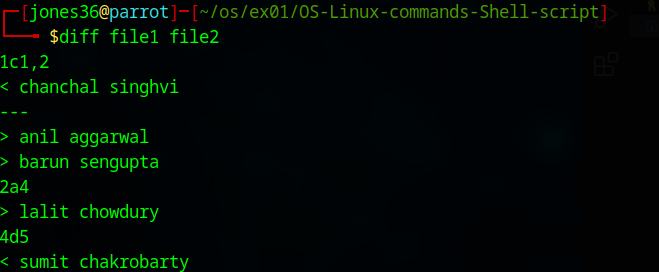 ┌─[jones36@parrot]─[~/os/ex01/OS-Linux-commands-Shell-script]
└──╼ $diff file1 file2
1c1,2
< chanchal singhvi
---
> anil aggarwal
> barun sengupta
2a4
> lalit chowdury
4d5
< sumit chakrobarty